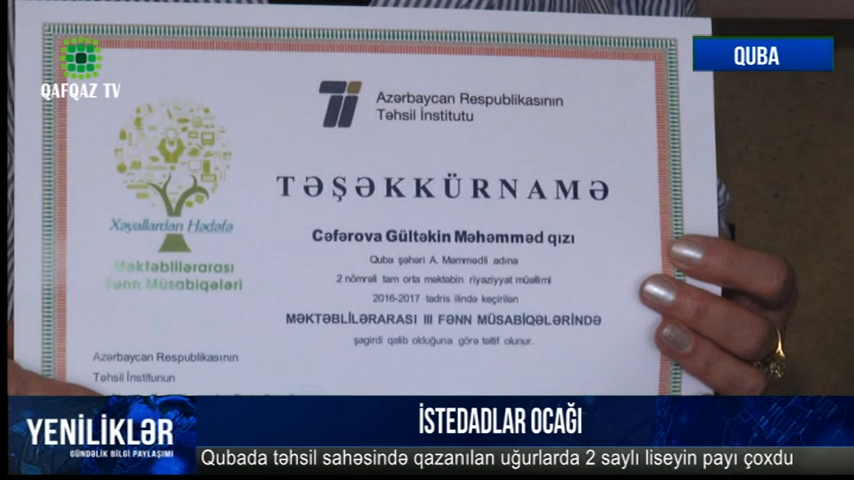 QAFQAZ TV
QUBA
Azərbaycan Respublikasının
Təhsil İnstitutu
TƏŞƏKKÜRNAMƏ
Xəyallardan Hədəfə
Məktəblilərarası
Fənn Müsabiqələri
Cəfərova Gültəkin Məhəmməd qızı
Quba şəhəri A. Məmmədli adına
2 nömrəli tam orta məktəbin riyaziyyat müəllimi
2016-2017 tədris ilində keçirilən
MƏKTƏBLİLƏRARASI III FƏNN MÜSABİQƏLƏRİNDƏ
şagirdi qalib olduğuna görə təltif olunur.
Azərbaycan Respublikasının
Təhsil İnstitunun
YENİLİKLƏR
GÜNDƏLİK BİLGİ PAYLAŞIMI
İSTEDADLAR OCAĞI
Qubada təhsil sahəsində qazanılan uğurlarda 2 saylı liseyin payı çoxdu